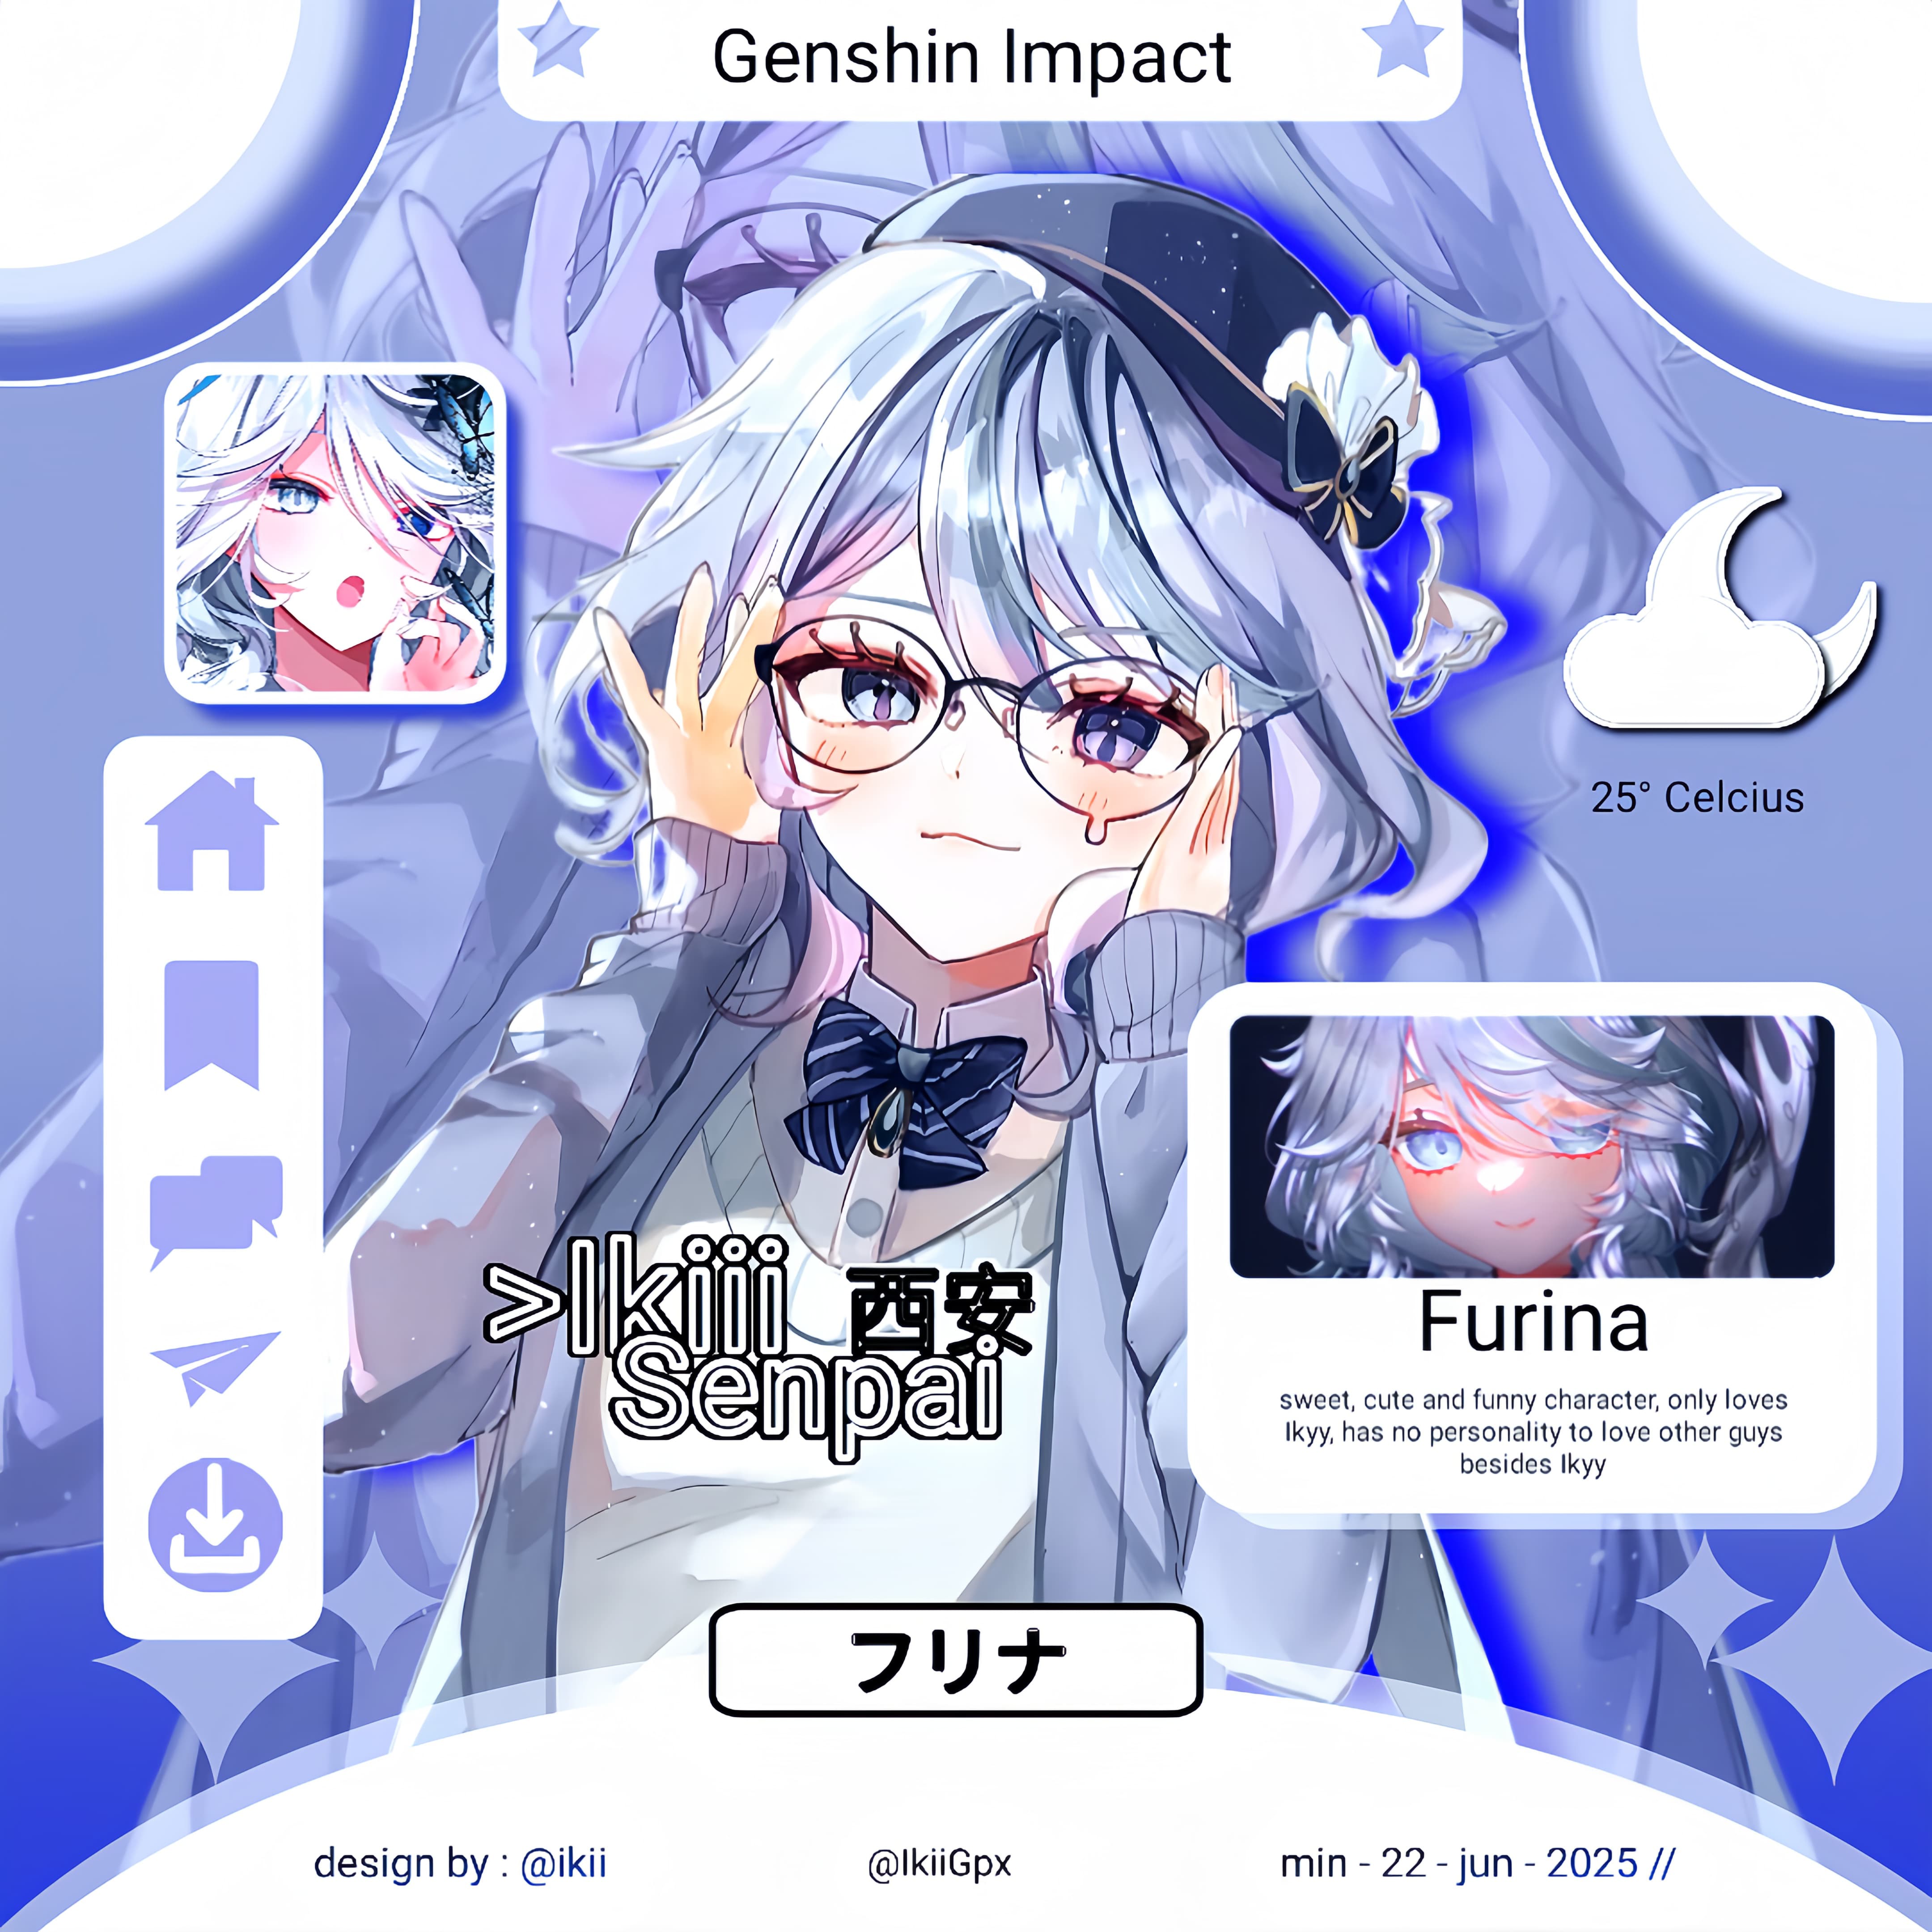 Genshin Impact
25° Celcius
>Ikiii 西安
Senpai
Furina
sweet, cute and funny character, only loves
Ikyy, has no personality to love other guys
besides Ikyy
フリナ
design by : @ikii
@IkiiGpx
min - 22 - jun - 2025 //